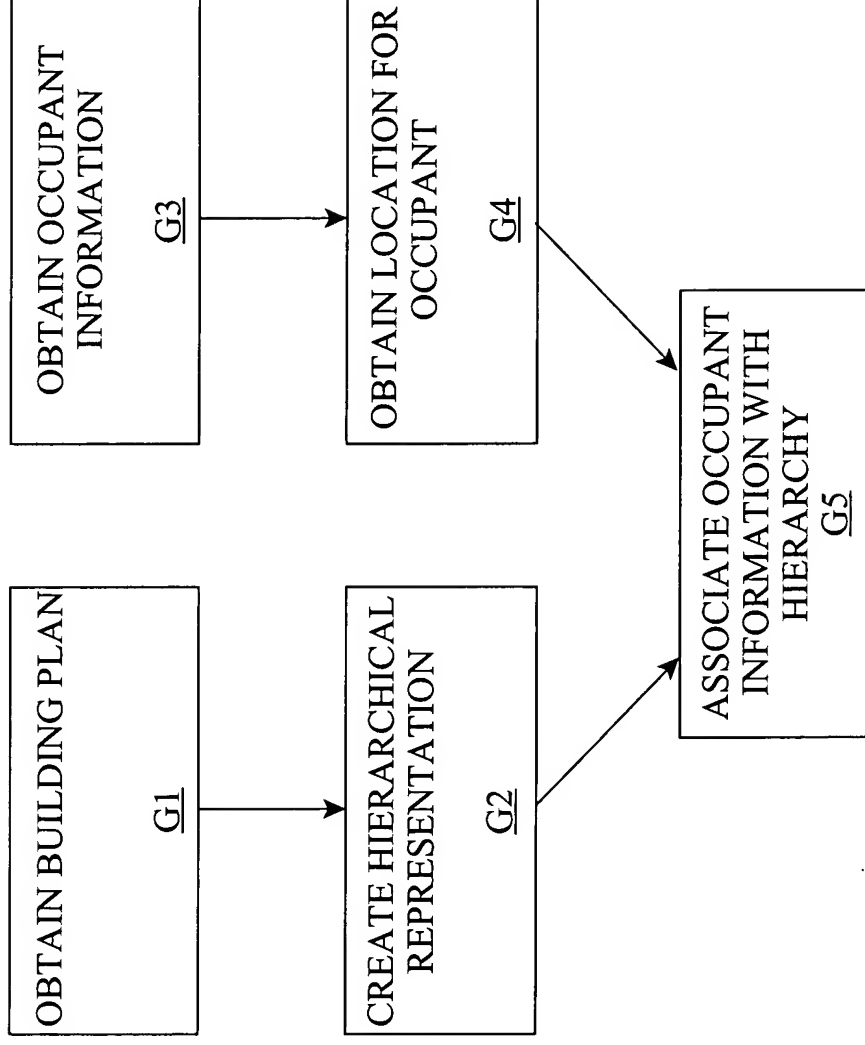 OBTAIN BUILDING PLAN
G1
CREATE HIERARCHICAL
REPRESENTATION
G2
OBTAIN OCCUPANT
INFORMATION
G3
OBTAIN LOCATION FOR
OCCUPANT
G4
ASSOCIATE OCCUPANT
INFORMATION WITH
HIERARCHY
G5